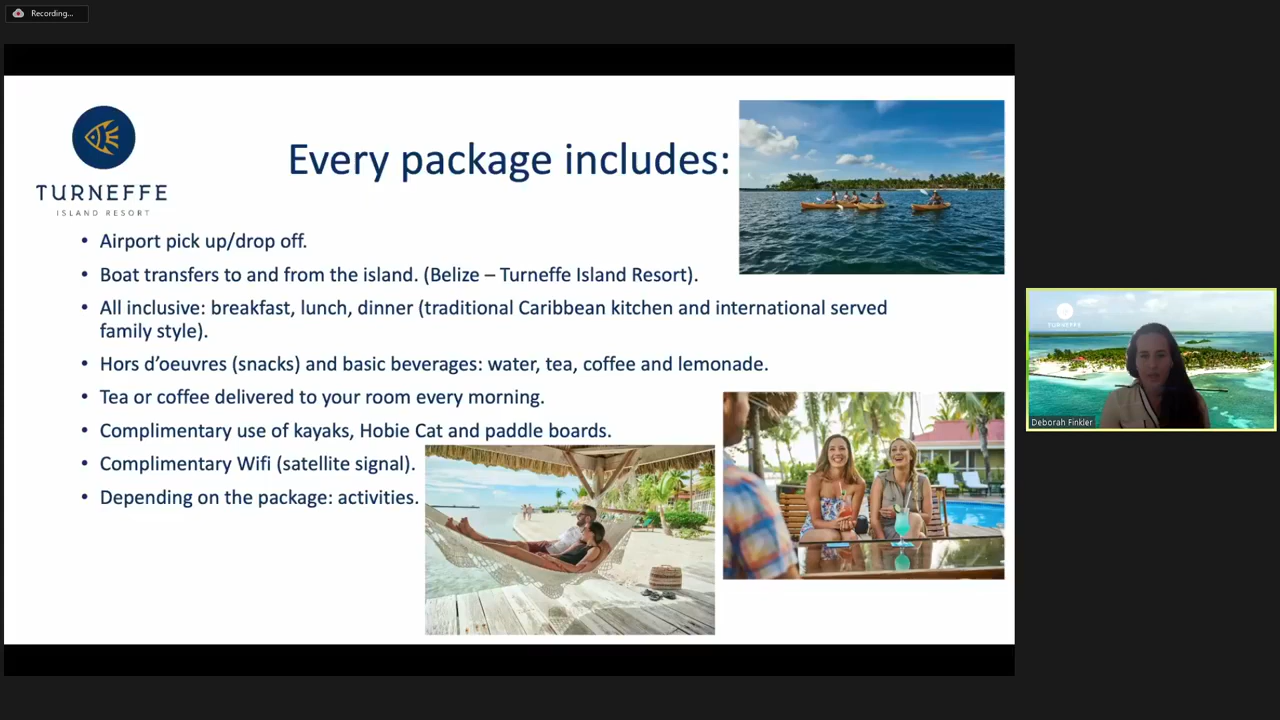 Recording...
TURNEFFE
ISLAND RESORT
Every package includes:
• Airport pick up/drop off.
• Boat transfers to and from the island. (Belize – Turneffe Island Resort).
• All inclusive: breakfast, lunch, dinner (traditional Caribbean kitchen and international served
family style).
• Hors d'oeuvres (snacks) and basic beverages: water, tea, coffee and lemonade.
• Tea or coffee delivered to your room every morning.
• Complimentary use of kayaks, Hobie Cat and paddle boards.
• Complimentary Wifi (satellite signal).
• Depending on the package: activities.
TURNEFFE
Deborah Finkler